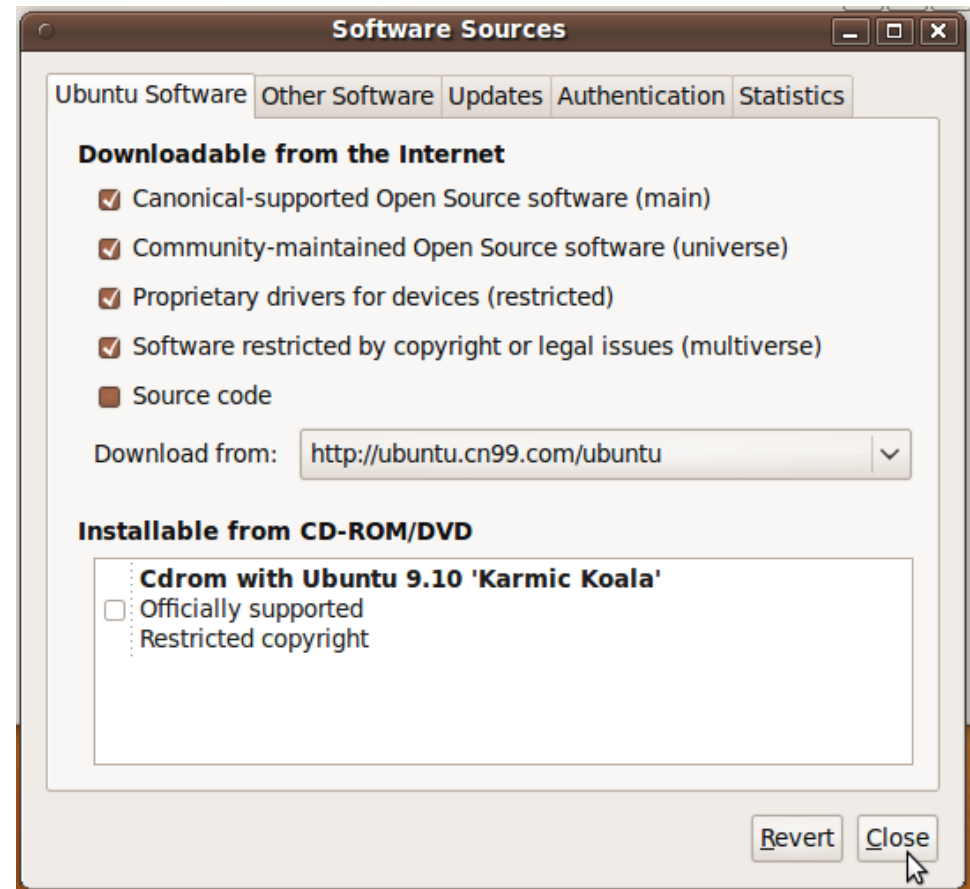 Software Sources
Ubuntu Software Other Software Updates Authentication Statistics
Downloadable from the Internet
Canonical-supported Open Source software (main)
Community-maintained Open Source software (universe)
Proprietary drivers for devices (restricted)
Software restricted by copyright or legal issues (multiverse)
Source code
Download from: http://ubuntu.cn99.com/ubuntu
Installable from CD-ROM/DVD
Cdrom with Ubuntu 9.10 'Karmic Koala'
Officially supported
Restricted copyright
Revert Close